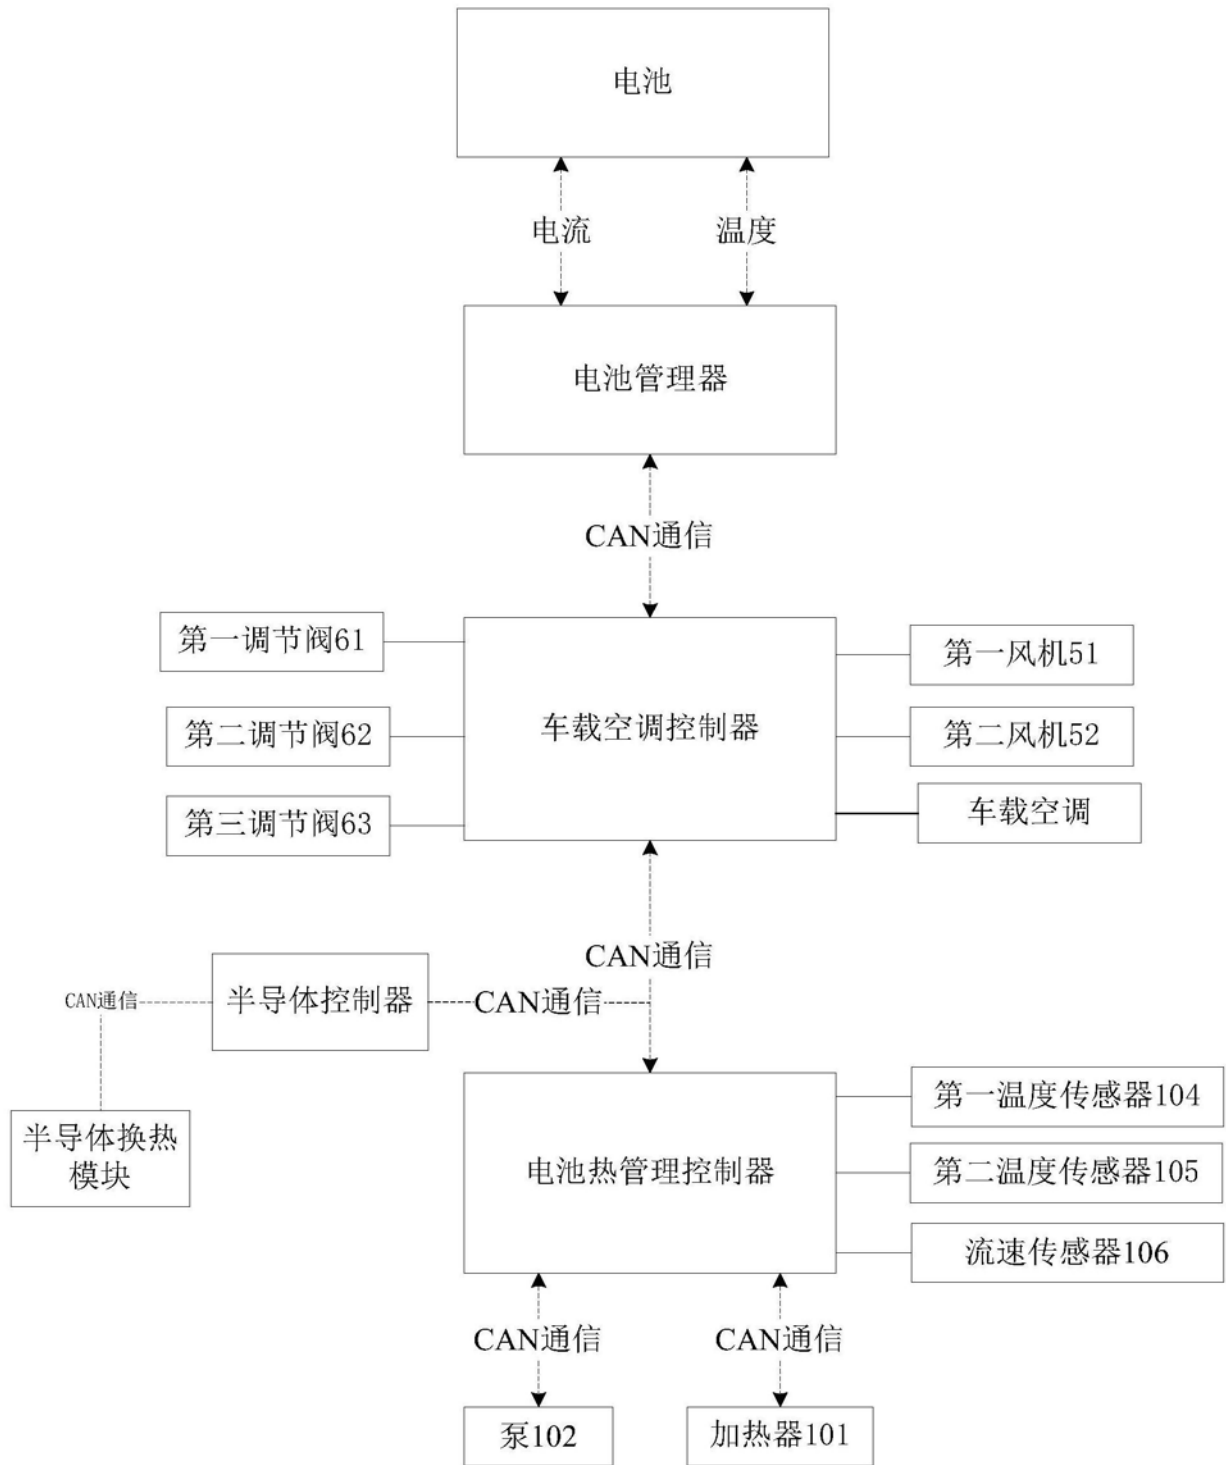 电池
电流
温度
电池管理器
CAN通信
第一调节阀61
第一风机51
第二调节阀62
车载空调控制器
第二风机52
第三调节阀63
车载空调
CAN通信
CAN通信
半导体控制器
CAN通信
半导体换热
模块
第一温度传感器104
电池热管理控制器
第二温度传感器105
流速传感器106
CAN通信
CAN通信
泵102
加热器101